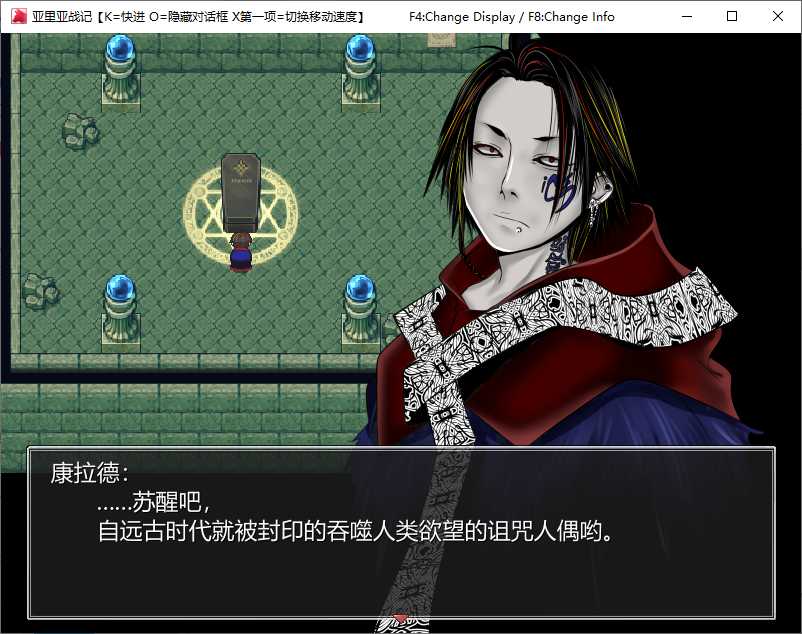 亚里亚战记【K=快进 O=隐藏对话框 X第一项=切换移动速度】 F4:Change Display / F8:Change Info
康拉德：
……苏醒吧，
自远古时代就被封印的吞噬人类欲望的诅咒人偶哟。